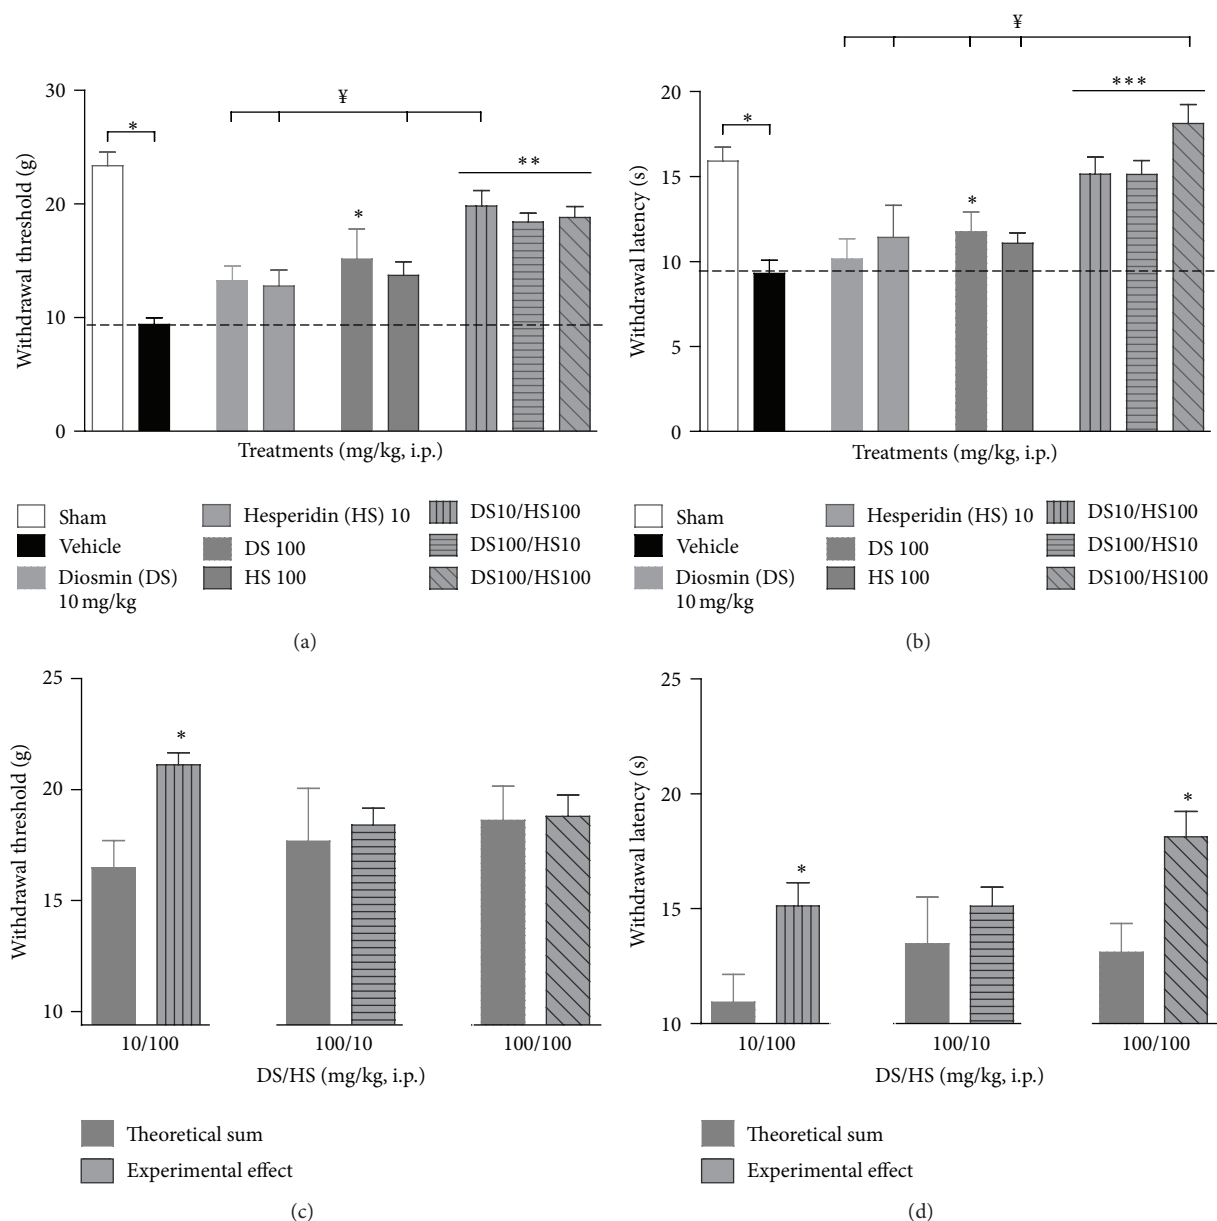 ¥
30
20
10
0
Withdrawal threshold (g)
*
¥
*
**
Treatments (mg/kg, i.p.)
20
15
10
5
0
Withdrawal latency (s)
*
*
***
Treatments (mg/kg, i.p.)
Sham
Vehicle
Diosmin (DS)
10 mg/kg
Hesperidin (HS) 10
DS 100
HS 100
DS10/HS100
DS100/HS10
DS100/HS100
(a)
Sham
Vehicle
Diosmin (DS)
10 mg/kg
Hesperidin (HS) 10
DS 100
HS 100
DS10/HS100
DS100/HS10
DS100/HS100
(b)
25
20
15
10
Withdrawal threshold (g)
*
10/100
100/10
100/100
DS/HS (mg/kg, i.p.)
Theoretical sum
Experimental effect
(c)
25
20
15
10
Withdrawal latency (s)
*
*
10/100
100/10
100/100
DS/HS (mg/kg, i.p.)
Theoretical sum
Experimental effect
(d)